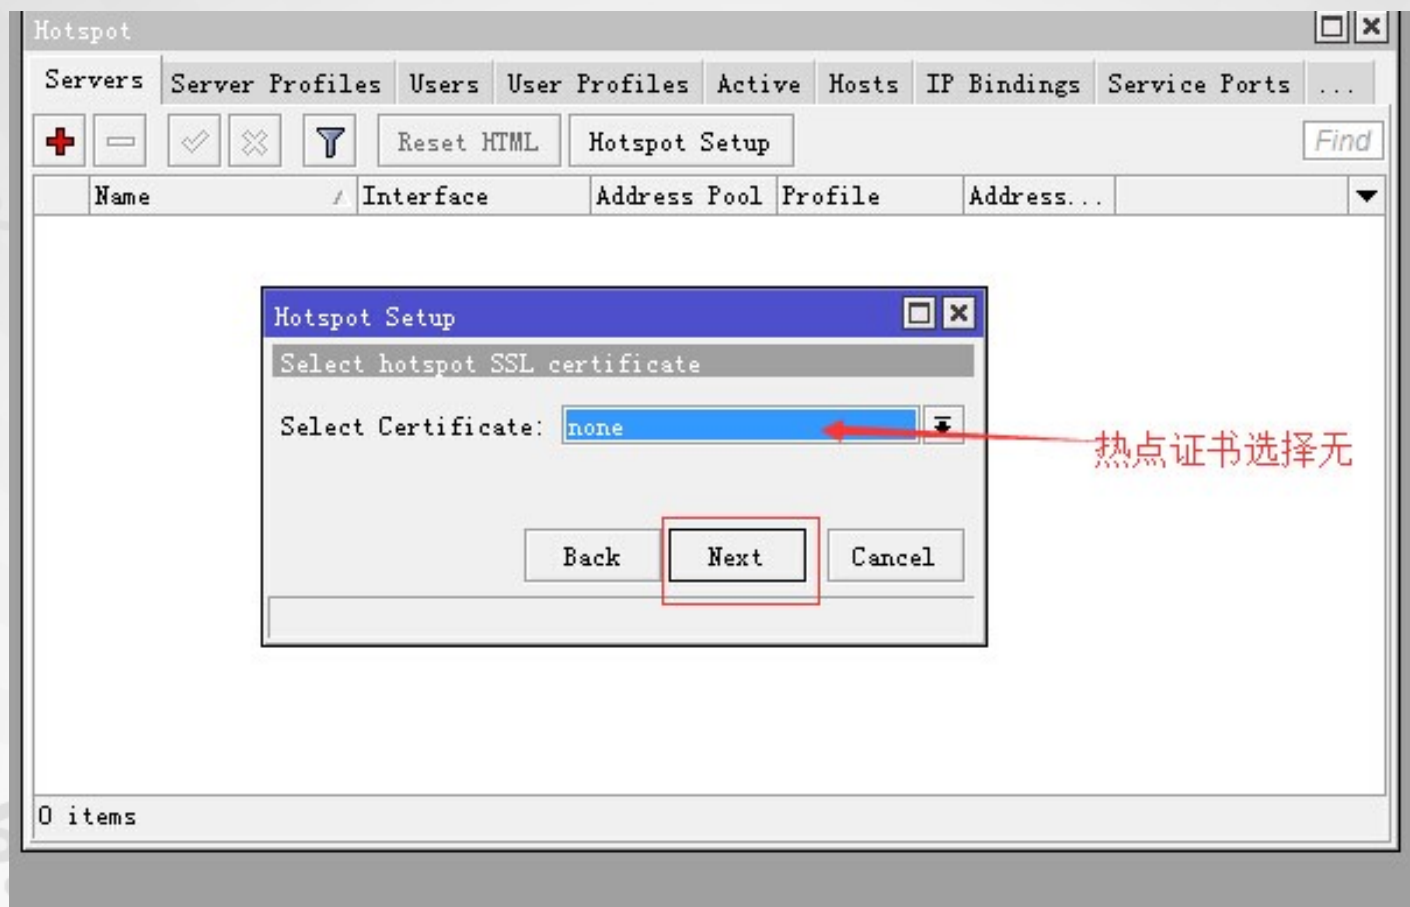 Hotspot
Servers Server Profiles Users User Profiles Active Hosts IP Bindings Service Ports ...
Reset HTML Hotspot Setup Find
Name Interface Address Pool Profile Address...
Hotspot Setup
Select hotspot SSL certificate
Select Certificate: none
热点证书选择无
Back Next Cancel
0 items